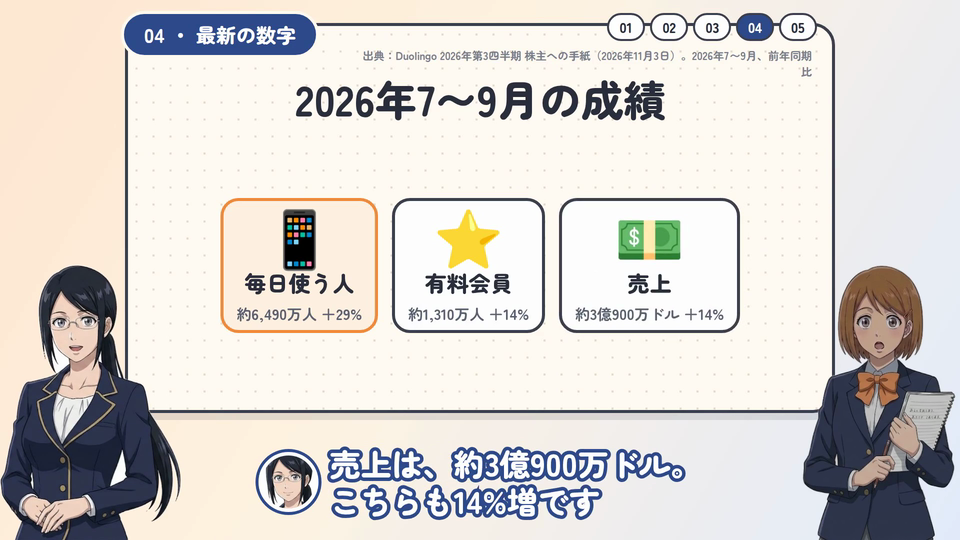 04 ・ 最新の数字
01 02 03 04 05
出典：Duolingo 2026年第3四半期 株主への手紙（2026年11月3日）。2026年7〜9月、前年同期
比
2026年7〜9月の成績
毎日使う人
約6,490万人 +29%
有料会員
約1,310万人 +14%
売上
約3億900万ドル +14%
売上は、約3億900万ドル。
こちらも14%増です